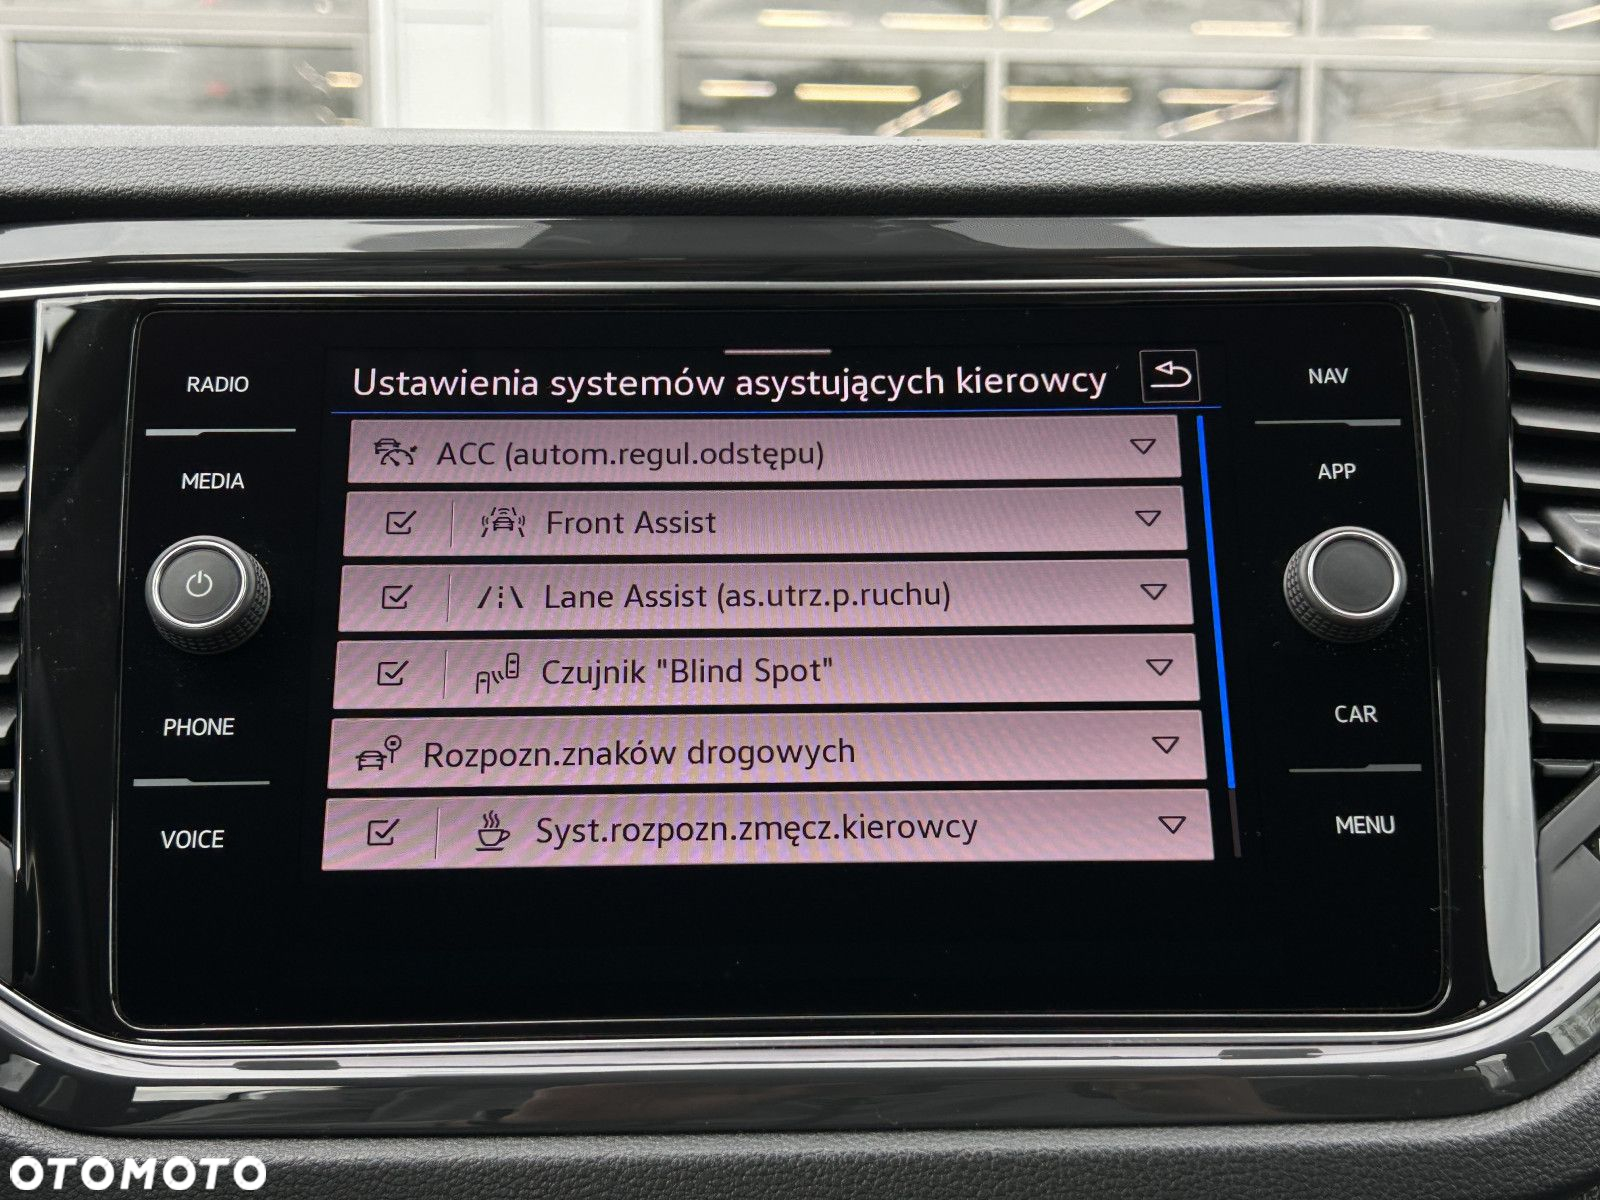 RADIO
MEDIA
PHONE
VOICE
Ustawienia systemów asystujących kierowcy
ACC (autom.regul.odstępu)
Front Assist
Lane Assist (as.utrz.p.ruchu)
Czujnik "Blind Spot"
Rozpozn.znaków drogowych
Syst.rozpozn.zmęcz.kierowcy
NAV
APP
CAR
MENU
OTOMOTO